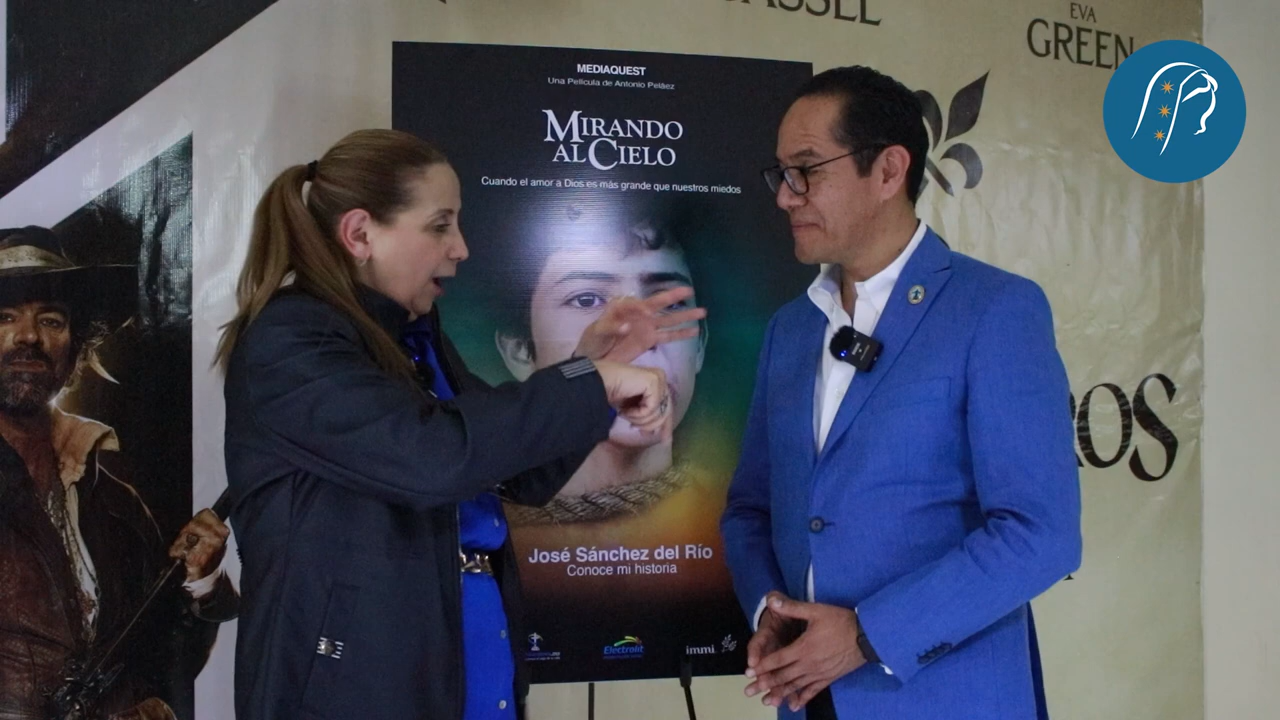 CASSEL
EVA
GREEN
MEDIAQUEST
Una Película de Antonio Peláez
MIRANDO
AL CIELO
Cuando el amor a Dios es más grande que nuestros miedos
ROS
José Sánchez del Río
Conoce mi historia
Electrolit
immi